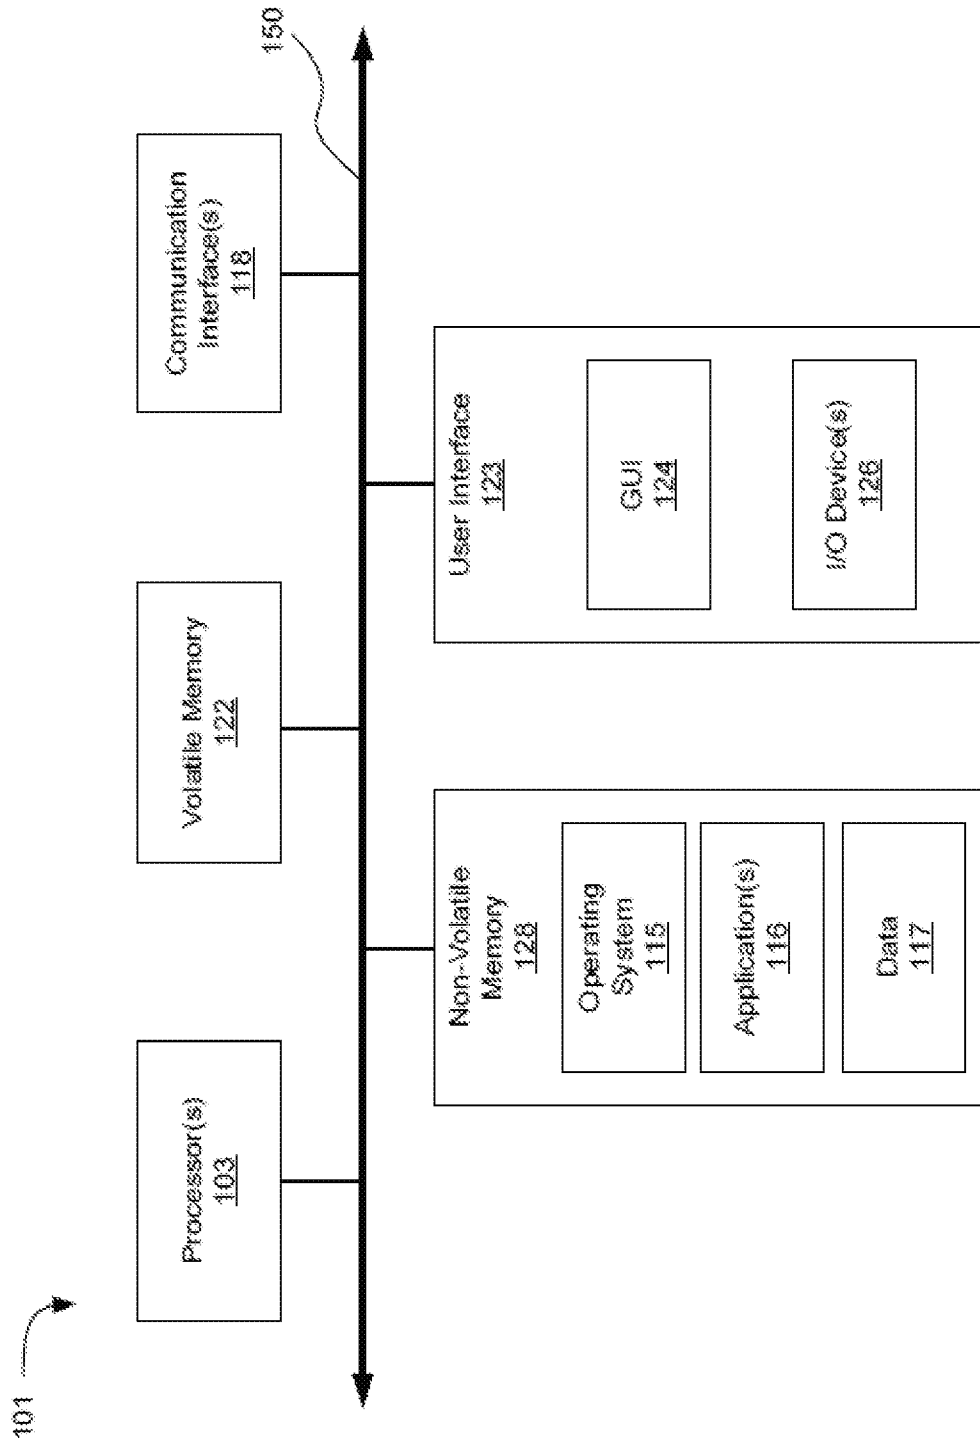 101
Processor(s)
103
Volatile Memory
122
Communication
Interface(s)
118
150
Non-Volatile
Memory
128
Operating
System
115
Application(s)
116
Data
117
User Interface
123
GUI
124
I/O Device(s)
126